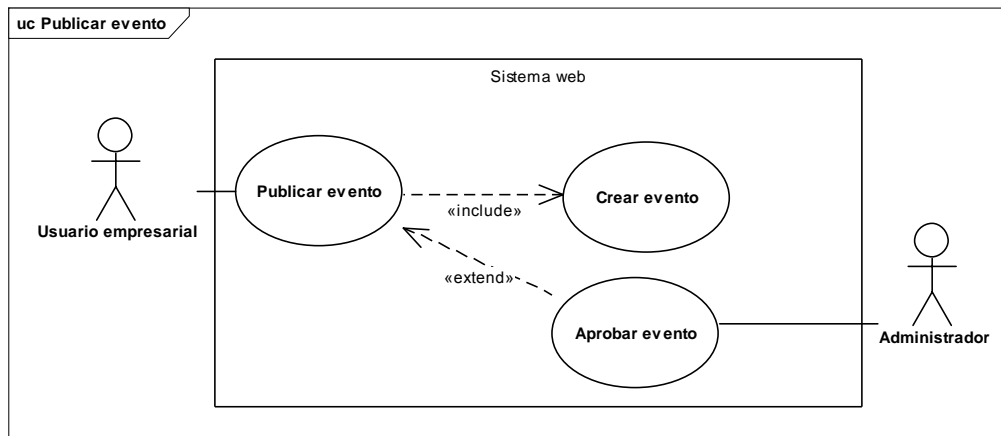 uc Publicar evento
Sistema web
Publicar evento
Crear evento
«include»
Usuario empresarial
«extend»
Aprobar evento
Administrador